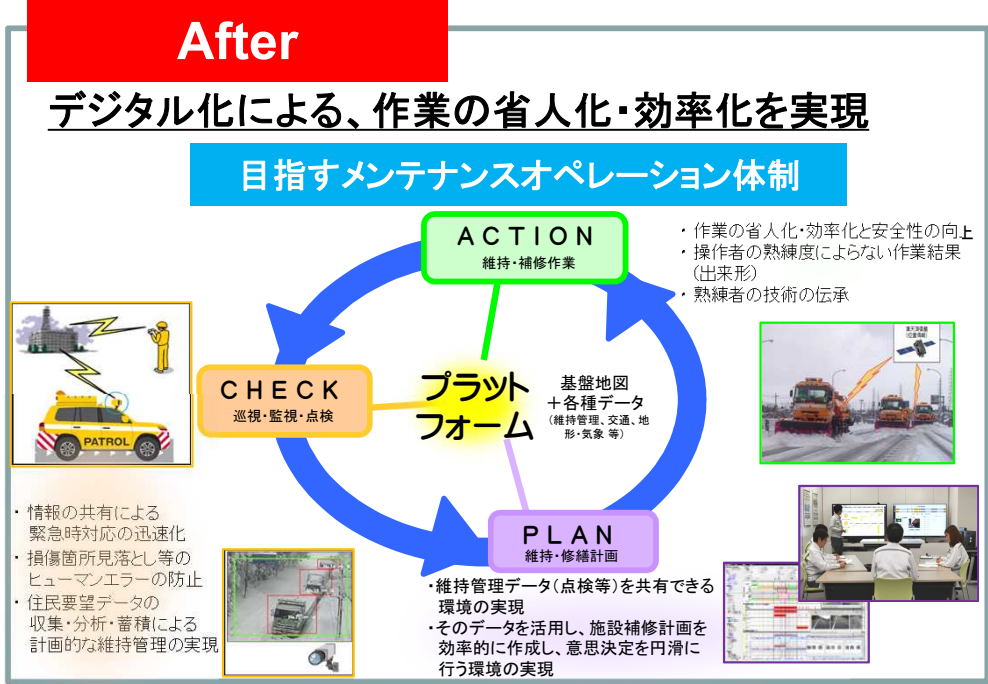 After
デジタル化による、作業の省人化・効率化を実現
目指すメンテナンスオペレーション体制
ACTION
維持・補修作業
・作業の省人化・効率化と安全性の向上
・操作者の熟練度によらない作業結果
(出来形)
・熟練者の技術の伝承
準天頂衛星
(位置情報)
CHECK
巡視・監視・点検
プラット
フォーム
基盤地図
＋各種データ
(維持管理、交通、地
形・気象 等)
PATROL
PLAN
維持・修繕計画
・情報の共有による
緊急時対応の迅速化
・損傷箇所見落とし等の
ヒューマンエラーの防止
・住民要望データの
収集・分析・蓄積による
計画的な維持管理の実現
・維持管理データ(点検等)を共有できる
環境の実現
・そのデータを活用し、施設補修計画を
効率的に作成し、意思決定を円滑に
行う環境の実現